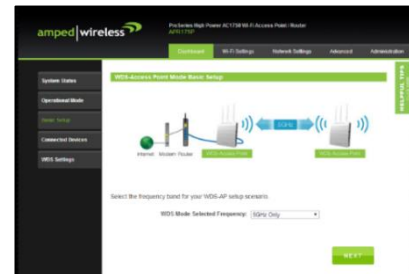 amped wireless
ProSeries High Power AC1750 Wi-Fi Access Point / Router
APR175P
Dashboard
Wi-Fi Settings
Network Settings
Advanced
Administration
HELPFUL TIPS
System Status
Operational Mode
Basic Setup
Connected Devices
WDS Settings
WDS-Access Point Mode Basic Setup
5GHz
Internet
Modem
Router
WDS Access Point
WDS Access Point
Select the frequency band for your WDS-AP setup scenario.
WDS Mode Selected Frequency: 5GHz Only
NEXT